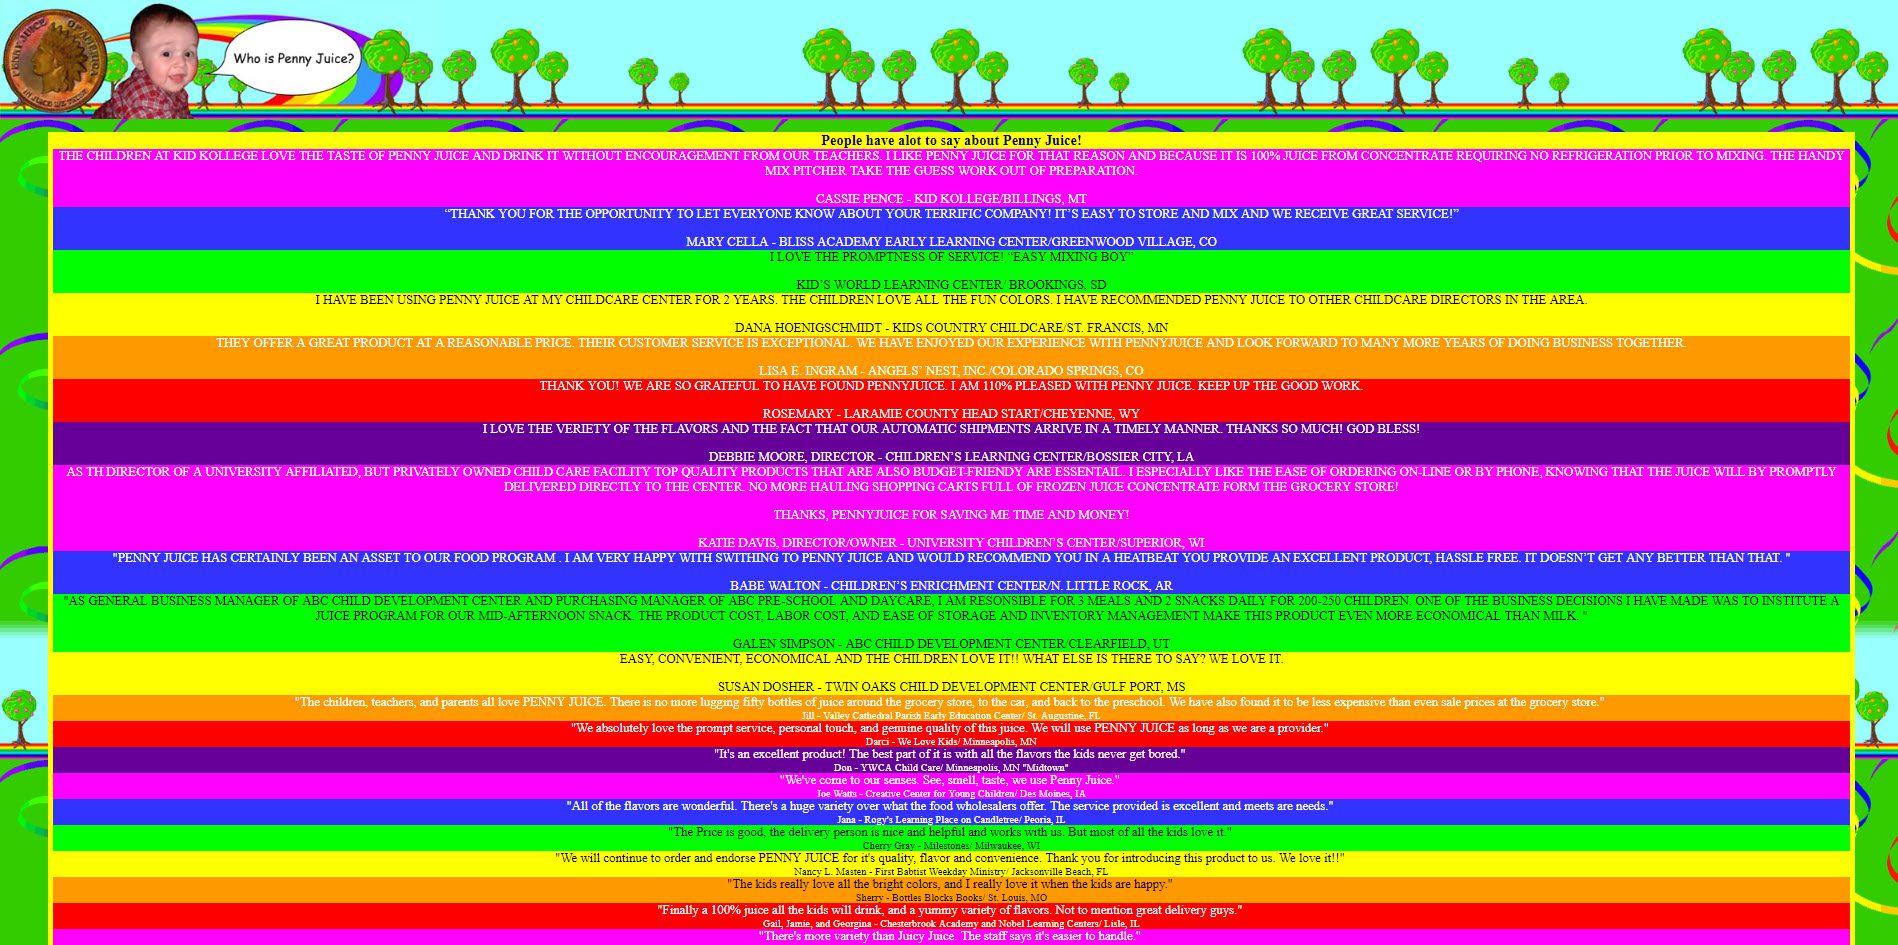 PENNY JUICE OF AMERICA
IN JUICE WE TRUST
Who is Penny Juice?
People have alot to say about Penny Juice!
THE CHILDREN AT KID KOLLEGE LOVE THE TASTE OF PENNY JUICE AND DRINK IT WITHOUT ENCOURAGEMENT FROM OUR TEACHERS. I LIKE PENNY JUICE FOR THAT REASON AND BECAUSE IT IS 100% JUICE FROM CONCENTRATE REQUIRING NO REFRIGERATION PRIOR TO MIXING. THE HANDY
MIX PITCHER TAKE THE GUESS WORK OUT OF PREPARATION.
CASSIE PENCE - KID KOLLEGE/BILLINGS, MT
“THANK YOU FOR THE OPPORTUNITY TO LET EVERYONE KNOW ABOUT YOUR TERRIFIC COMPANY! IT’S EASY TO STORE AND MIX AND WE RECEIVE GREAT SERVICE!”
MARY CELLA - BLISS ACADEMY EARLY LEARNING CENTER/GREENWOOD VILLAGE, CO
I LOVE THE PROMPTNESS OF SERVICE! “EASY MIXING BOY”
KID’S WORLD LEARNING CENTER/ BROOKINGS, SD
I HAVE BEEN USING PENNY JUICE AT MY CHILDCARE CENTER FOR 2 YEARS. THE CHILDREN LOVE ALL THE FUN COLORS. I HAVE RECOMMENDED PENNY JUICE TO OTHER CHILDCARE DIRECTORS IN THE AREA.
DANA HOENIGSCHMIDT - KIDS COUNTRY CHILDCARE/ST. FRANCIS, MN
THEY OFFER A GREAT PRODUCT AT A REASONABLE PRICE. THEIR CUSTOMER SERVICE IS EXCEPTIONAL. WE HAVE ENJOYED OUR EXPERIENCE WITH PENNYJUICE AND LOOK FORWARD TO MANY MORE YEARS OF DOING BUSINESS TOGETHER.
LISA E. INGRAM - ANGELS’ NEST, INC./COLORADO SPRINGS, CO
THANK YOU! WE ARE SO GRATEFUL TO HAVE FOUND PENNYJUICE. I AM 110% PLEASED WITH PENNY JUICE. KEEP UP THE GOOD WORK.
ROSEMARY - LARAMIE COUNTY HEAD START/CHEYENNE, WY
I LOVE THE VERIETY OF THE FLAVORS AND THE FACT THAT OUR AUTOMATIC SHIPMENTS ARRIVE IN A TIMELY MANNER. THANKS SO MUCH! GOD BLESS!
DEBBIE MOORE, DIRECTOR - CHILDREN’S LEARNING CENTER/BOSSIER CITY, LA
AS TH DIRECTOR OF A UNIVERSITY AFFILIATED, BUT PRIVATELY OWNED CHILD CARE FACILITY TOP QUALITY PRODUCTS THAT ARE ALSO BUDGET-FRIENDY ARE ESSENTAIL. I ESPECIALLY LIKE THE EASE OF ORDERING ON-LINE OR BY PHONE, KNOWING THAT THE JUICE WILL BY PROMPTLY
DELIVERED DIRECTLY TO THE CENTER. NO MORE HAULING SHOPPING CARTS FULL OF FROZEN JUICE CONCENTRATE FORM THE GROCERY STORE!
THANKS, PENNYJUICE FOR SAVING ME TIME AND MONEY!
KATIE DAVIS, DIRECTOR/OWNER - UNIVERSITY CHILDREN’S CENTER/SUPERIOR, WI
"PENNY JUICE HAS CERTAINLY BEEN AN ASSET TO OUR FOOD PROGRAM . I AM VERY HAPPY WITH SWITHING TO PENNY JUICE AND WOULD RECOMMEND YOU IN A HEATBEAT YOU PROVIDE AN EXCELLENT PRODUCT, HASSLE FREE. IT DOESN’T GET ANY BETTER THAN THAT. "
BABE WALTON - CHILDREN’S ENRICHMENT CENTER/N. LITTLE ROCK, AR
"AS GENERAL BUSINESS MANAGER OF ABC CHILD DEVELOPMENT CENTER AND PURCHASING MANAGER OF ABC PRE-SCHOOL AND DAYCARE, I AM RESONSIBLE FOR 3 MEALS AND 2 SNACKS DAILY FOR 200-250 CHILDREN. ONE OF THE BUSINESS DECISIONS I HAVE MADE WAS TO INSTITUTE A
JUICE PROGRAM FOR OUR MID-AFTERNOON SNACK. THE PRODUCT COST, LABOR COST, AND EASE OF STORAGE AND INVENTORY MANAGEMENT MAKE THIS PRODUCT EVEN MORE ECONOMICAL THAN MILK. "
GALEN SIMPSON - ABC CHILD DEVELOPMENT CENTER/CLEARFIELD, UT
EASY, CONVENIENT, ECONOMICAL AND THE CHILDREN LOVE IT!! WHAT ELSE IS THERE TO SAY? WE LOVE IT.
SUSAN DOSHER - TWIN OAKS CHILD DEVELOPMENT CENTER/GULF PORT, MS
"The children, teachers, and parents all love PENNY JUICE. There is no more lugging fifty bottles of juice around the grocery store, to the car, and back to the preschool. We have also found it to be less expensive than even sale prices at the grocery store."
Jill - Valley Cathedral Parish Early Education Center/ St. Augustine, FL
"We absolutely love the prompt service, personal touch, and genuine quality of this juice. We will use PENNY JUICE as long as we are a provider."
Darci - We Love Kids/ Minneapolis, MN
"It's an excellent product! The best part of it is with all the flavors the kids never get bored."
Don - YWCA Child Care/ Minneapolis, MN "Midtown"
"We've come to our senses. See, smell, taste, we use Penny Juice."
Joe Watts - Creative Center for Young Children/ Des Moines, IA
"All of the flavors are wonderful. There's a huge variety over what the food wholesalers offer. The service provided is excellent and meets are needs."
Jana - Rogy's Learning Place on Candletree/ Peoria, IL
"The Price is good, the delivery person is nice and helpful and works with us. But most of all the kids love it."
Cherry Gray - Milestones/ Milwaukee, WI
"We will continue to order and endorse PENNY JUICE for it's quality, flavor and convenience. Thank you for introducing this product to us. We love it!!"
Nancy L. Masten - First Babtist Weekday Ministry/ Jacksonville Beach, FL
"The kids really love all the bright colors, and I really love it when the kids are happy."
Sherry - Bottles Blocks Books/ St. Louis, MO
"Finally a 100% juice all the kids will drink, and a yummy variety of flavors. Not to mention great delivery guys."
Gail, Jamie, and Georgina - Chesterbrook Academy and Nobel Learning Centers/ Lisle, IL
"There's more variety than Juicy Juice. The staff says it's easier to handle."